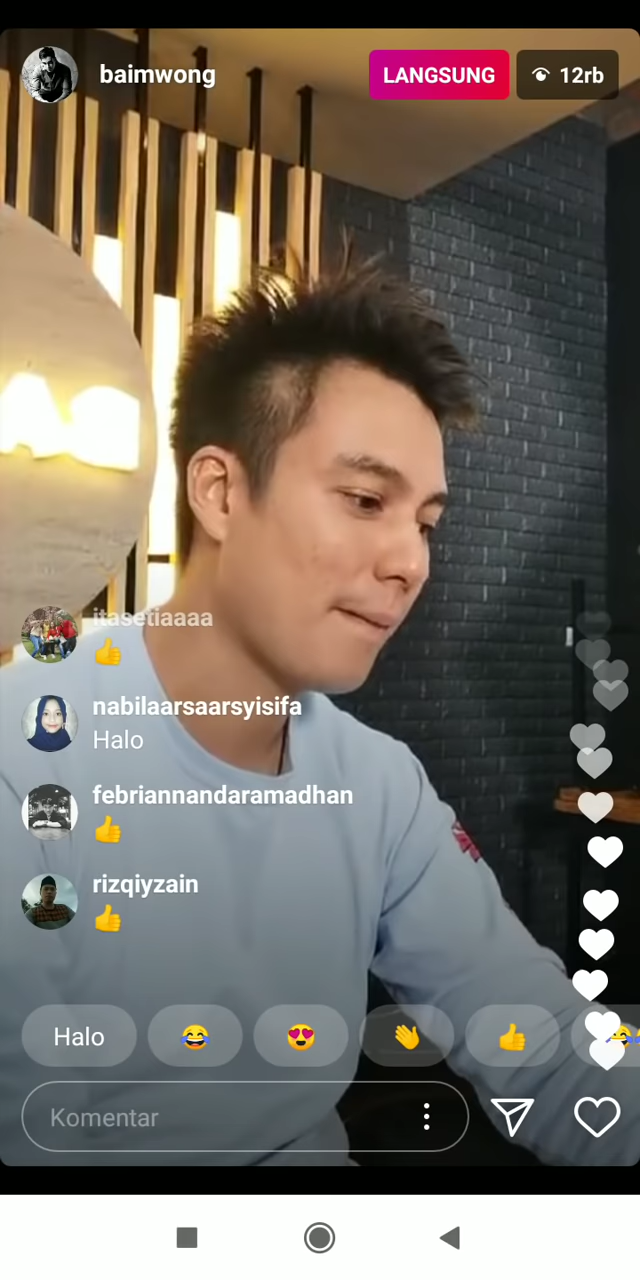 baimwong
LANGSUNG
12rb
itasetiaaaa
👍
nabilaarsaarsyisifa
Halo
febriannandaramadhan
👍
rizqiyzain
👍
Halo 😂 😍 👋 👍 😂
Komentar